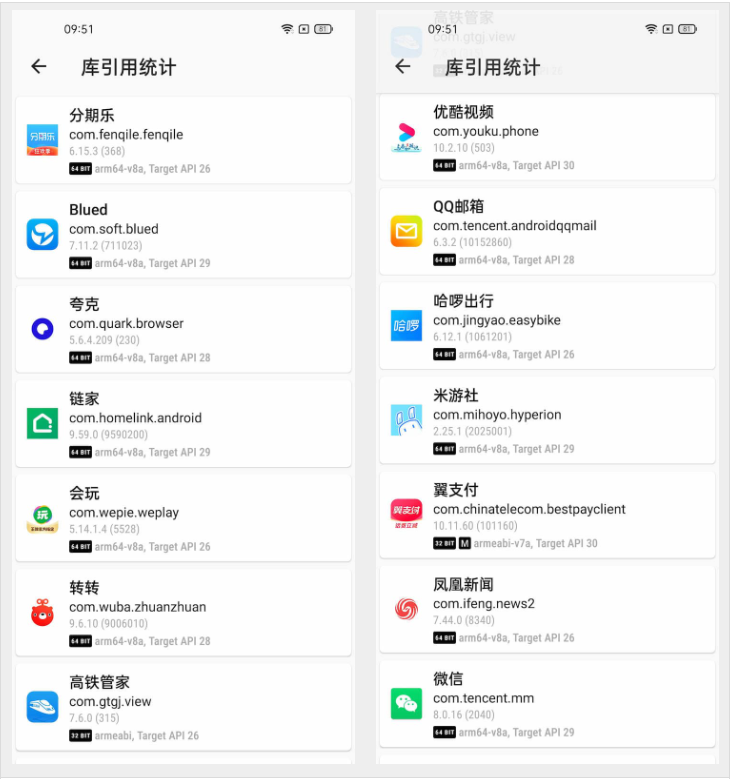 09:51
81
库引用统计
分期乐
分期乐
com.fenqile.fenqile
6.15.3 (368)
64 BIT arm64-v8a, Target API 26
Blued
com.soft.blued
7.11.2 (711023)
64 BIT arm64-v8a, Target API 29
夸克
com.quark.browser
5.6.4.209 (230)
64 BIT arm64-v8a, Target API 28
链家
com.homelink.android
9.59.0 (9590200)
64 BIT arm64-v8a, Target API 29
会玩
玩
com.wepie.weplay
5.14.1.4 (5528)
64 BIT arm64-v8a, Target API 26
转转
com.wuba.zhuanzhuan
9.6.10 (9006010)
64 BIT arm64-v8a, Target API 28
高铁管家
com.gtgj.view
7.6.0 (315)
32 BIT armeabi, Target API 26
高铁管家
09:51
com.gtgj.view
81
库引用统计
优酷视频
com.youku.phone
10.2.10 (503)
64 BIT arm64-v8a, Target API 30
QQ邮箱
com.tencent.androidqqmail
6.3.2 (10152860)
64 BIT arm64-v8a, Target API 28
哈啰出行
哈啰
com.jingyao.easybike
6.12.1 (1061201)
64 BIT arm64-v8a, Target API 26
米游社
com.mihoyo.hyperion
2.25.1 (2025001)
64 BIT arm64-v8a, Target API 29
翼支付
翼支付
com.chinatelecom.bestpayclient
10.11.60 (101160)
32 BIT M armeabi-v7a, Target API 30
凤凰新闻
com.ifeng.news2
7.44.0 (8340)
64 BIT arm64-v8a, Target API 26
微信
com.tencent.mm
8.0.16 (2040)
64 BIT arm64-v8a, Target API 29